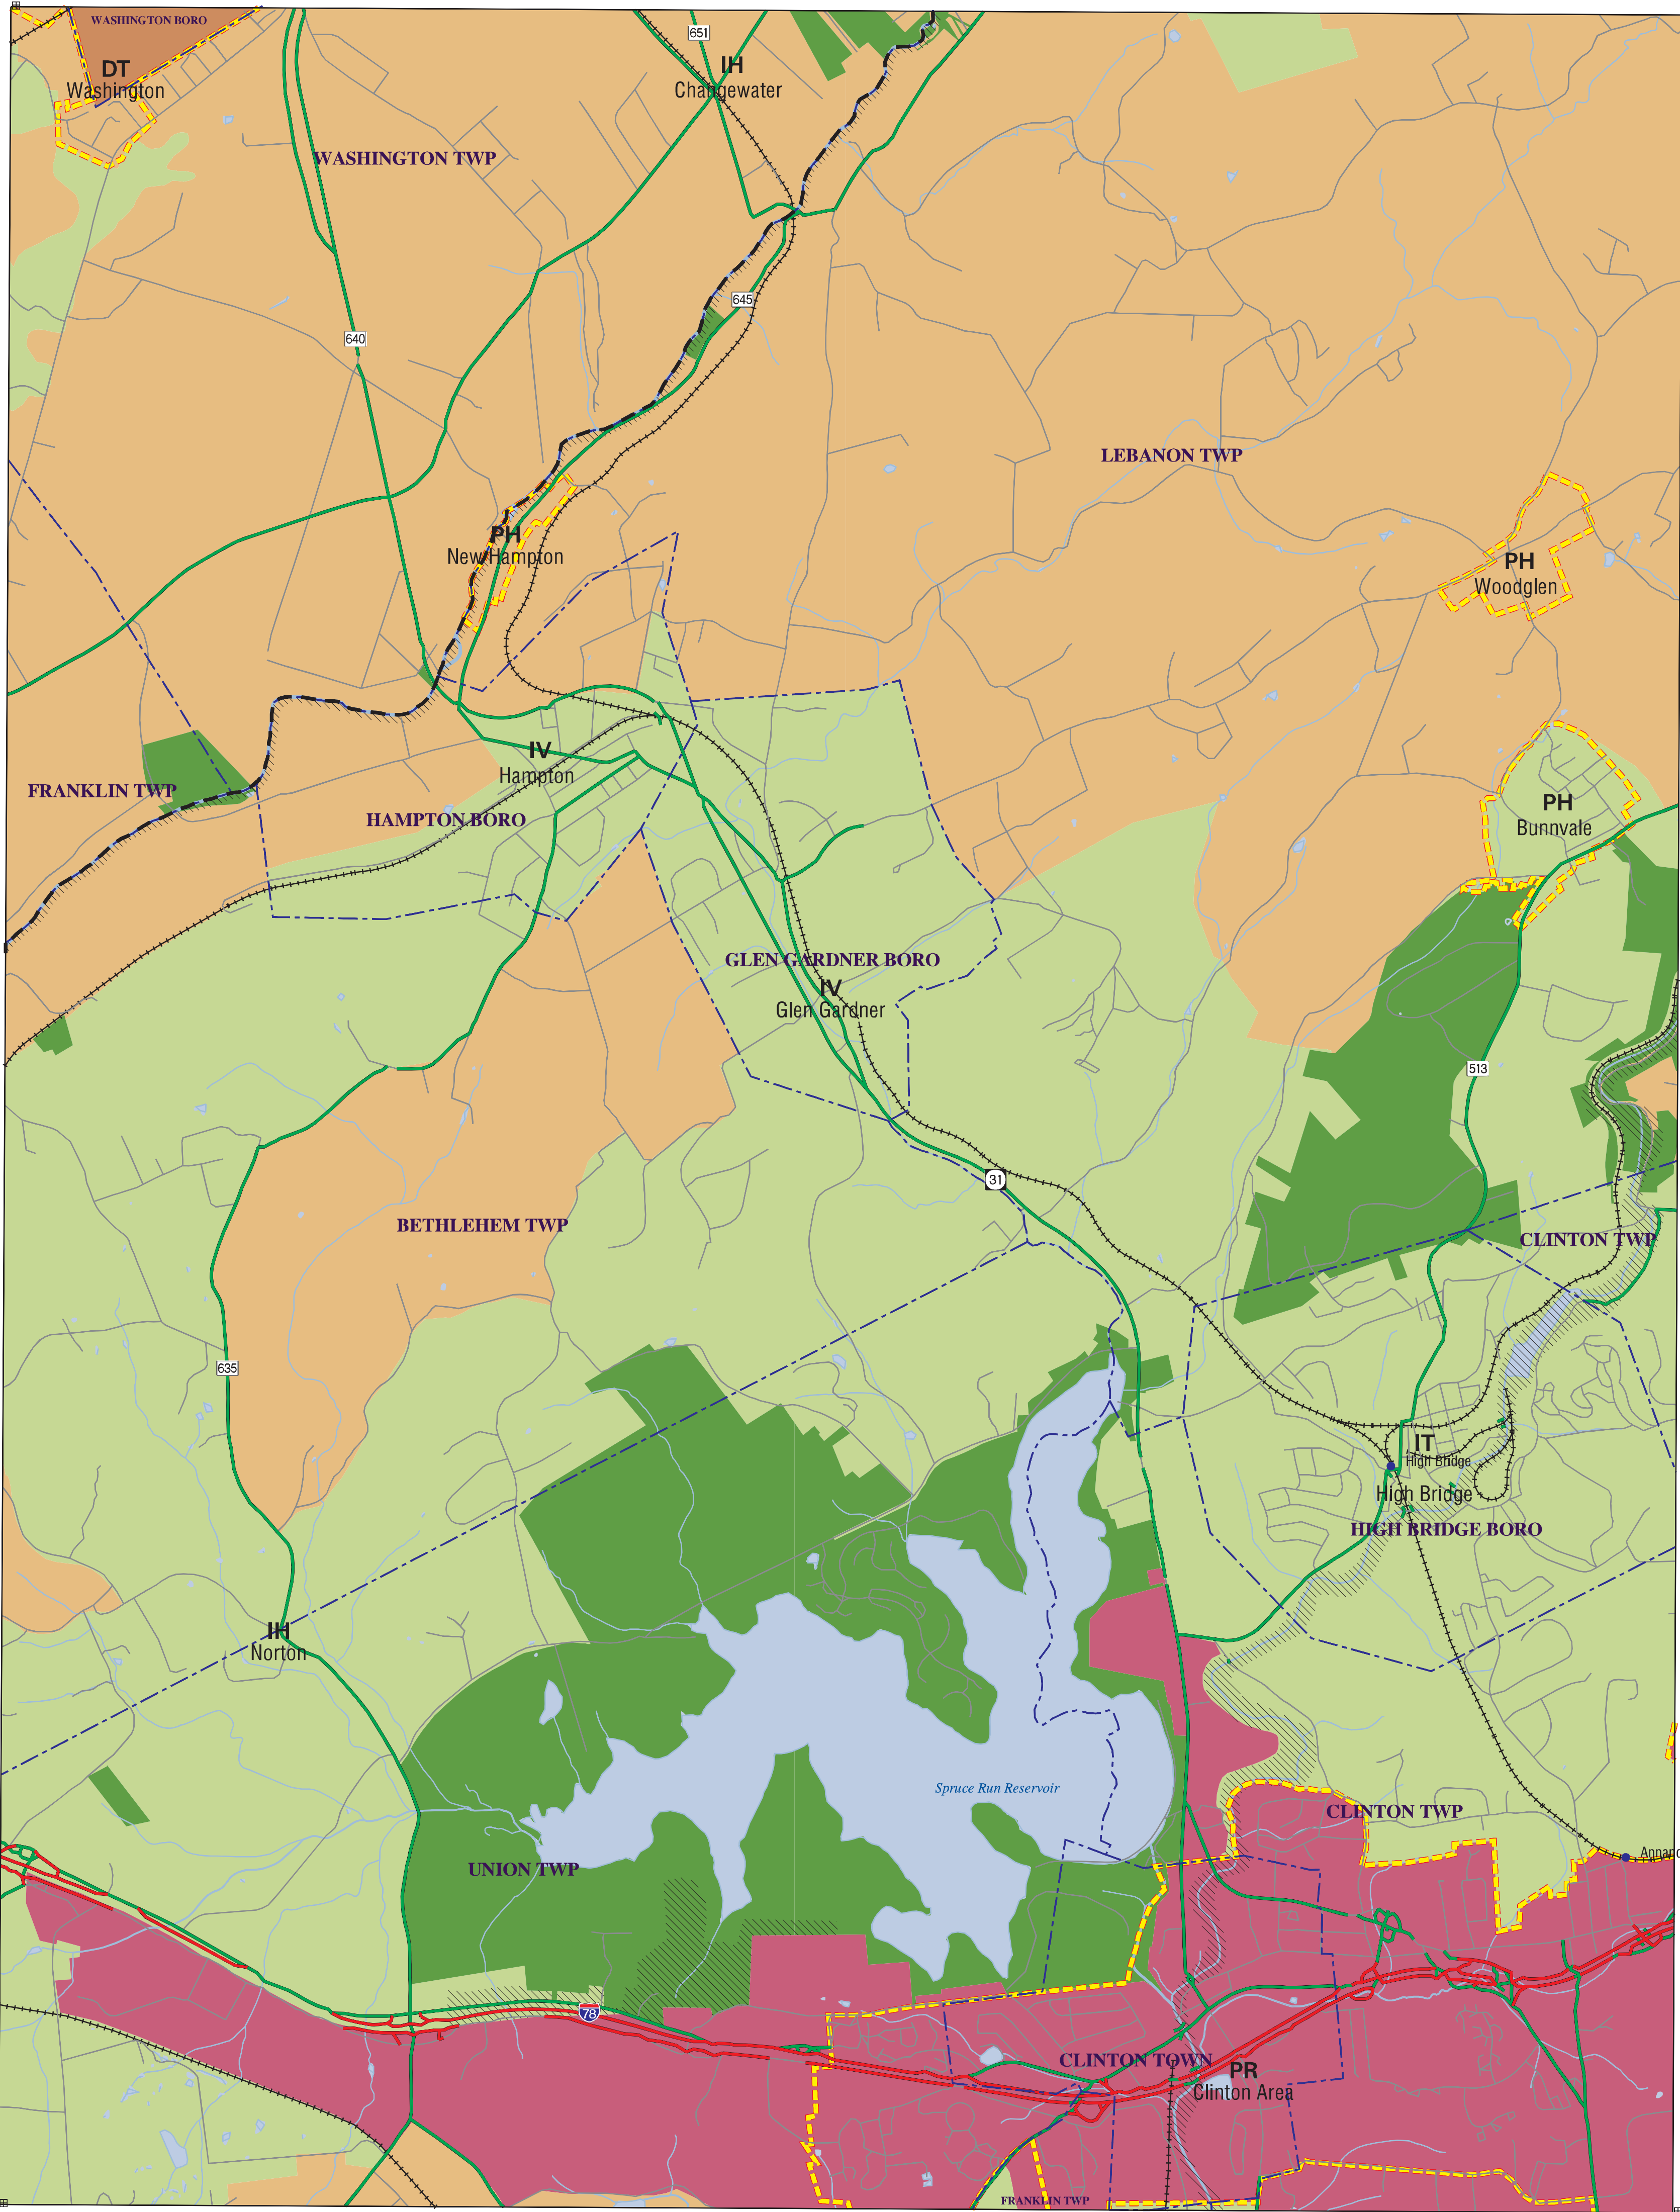 WASHINGTON BORO
651
DT
Washington
IH
Changewater
WASHINGTON TWP
645
640
LEBANON TWP
PH
New Hampton
PH
Woodglen
IV
Hampton
FRANKLIN TWP
HAMPTON BORO
PH
Bunnvale
GLEN GARDNER BORO
IV
Glen Gardner
513
31
BETHLEHEM TWP
CLINTON TWP
635
IT
High Bridge
High Bridge
HIGH BRIDGE BORO
IH
Norton
Spruce Run Reservoir
CLINTON TWP
Annand
UNION TWP
78
CLINTON TOWN
PR
Clinton Area
FRANKLIN TWP